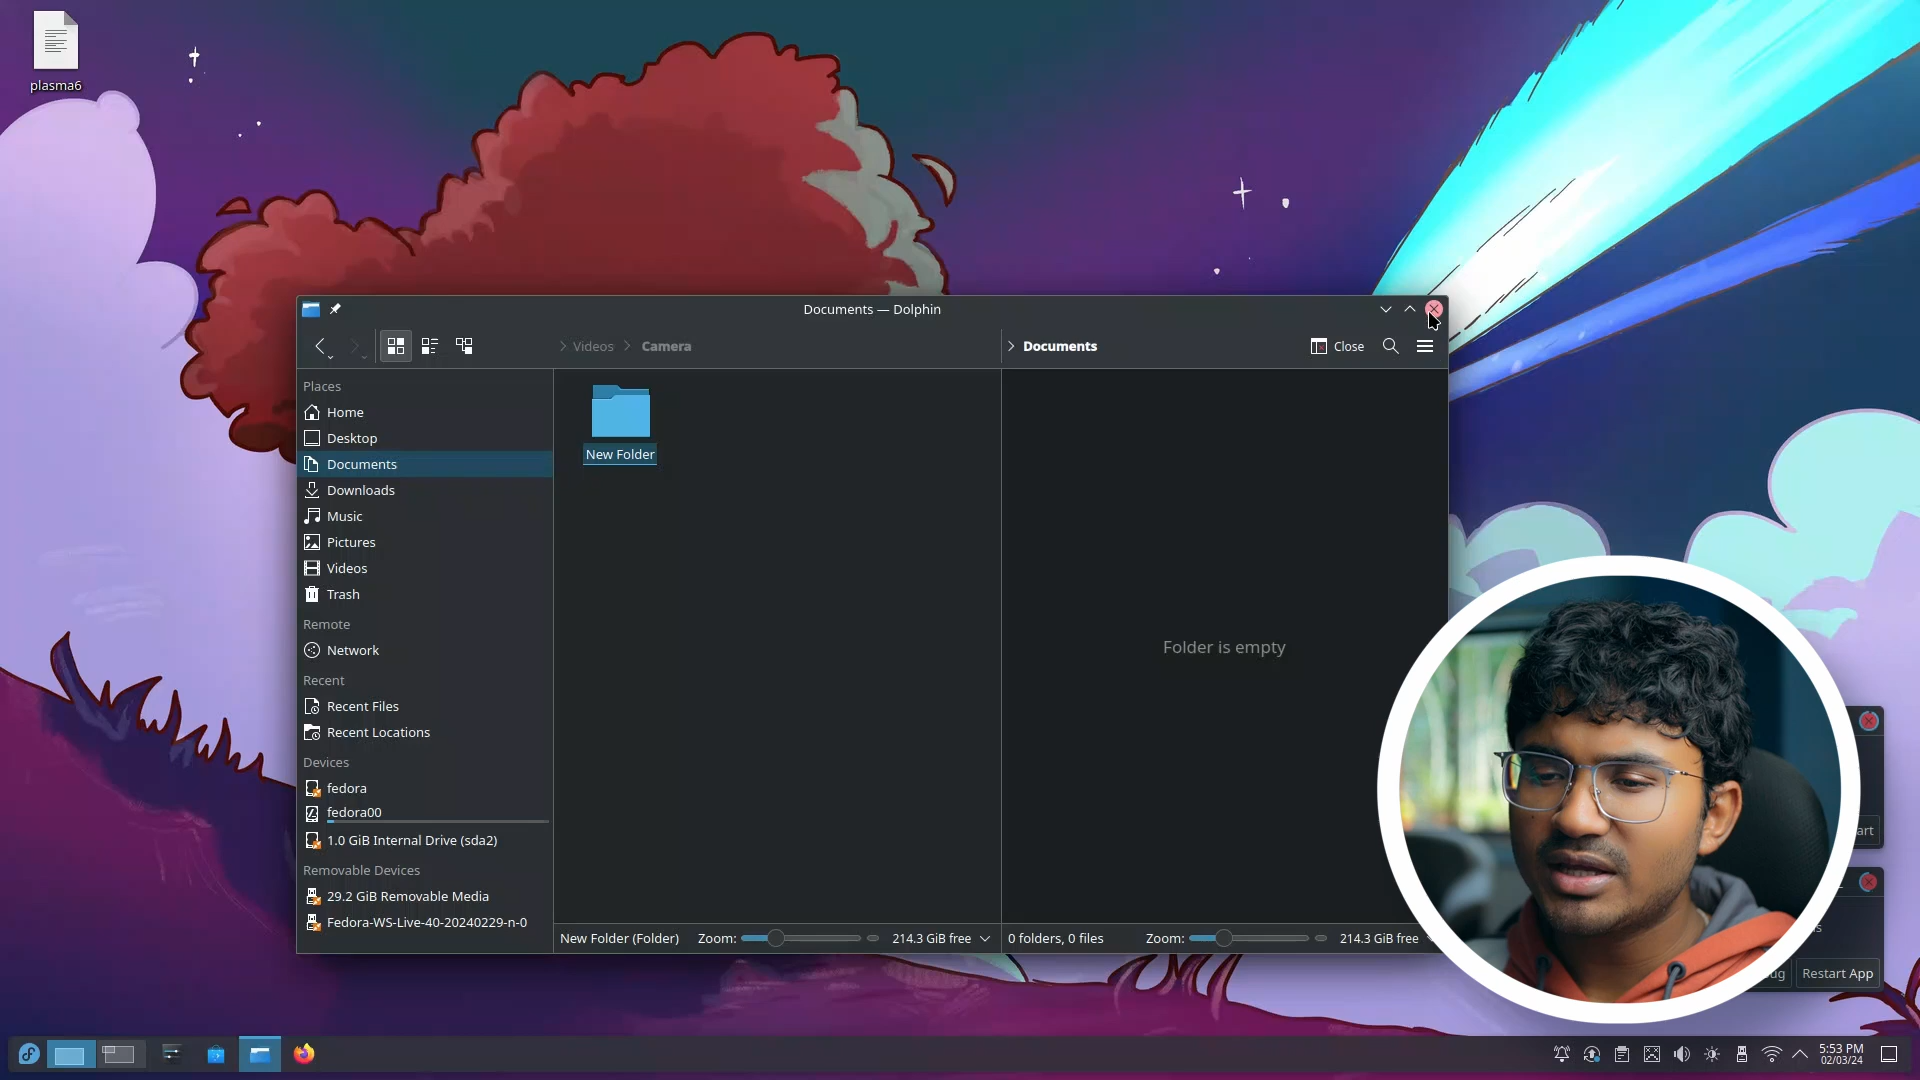 plasma6
Documents — Dolphin
Videos
Camera
Documents
Close
Places
Home
Desktop
Documents
Downloads
Music
Pictures
Videos
Trash
Remote
Network
Recent
Recent Files
Recent Locations
Devices
fedora
fedora00
1.0 GiB Internal Drive (sda2)
Removable Devices
29.2 GiB Removable Media
Fedora-WS-Live-40-20240229-n-0
New Folder
Folder is empty
New Folder (Folder)
Zoom:
214.3 GiB free
0 folders, 0 files
Zoom:
214.3 GiB free
Restart App
5:53 PM
02/03/24